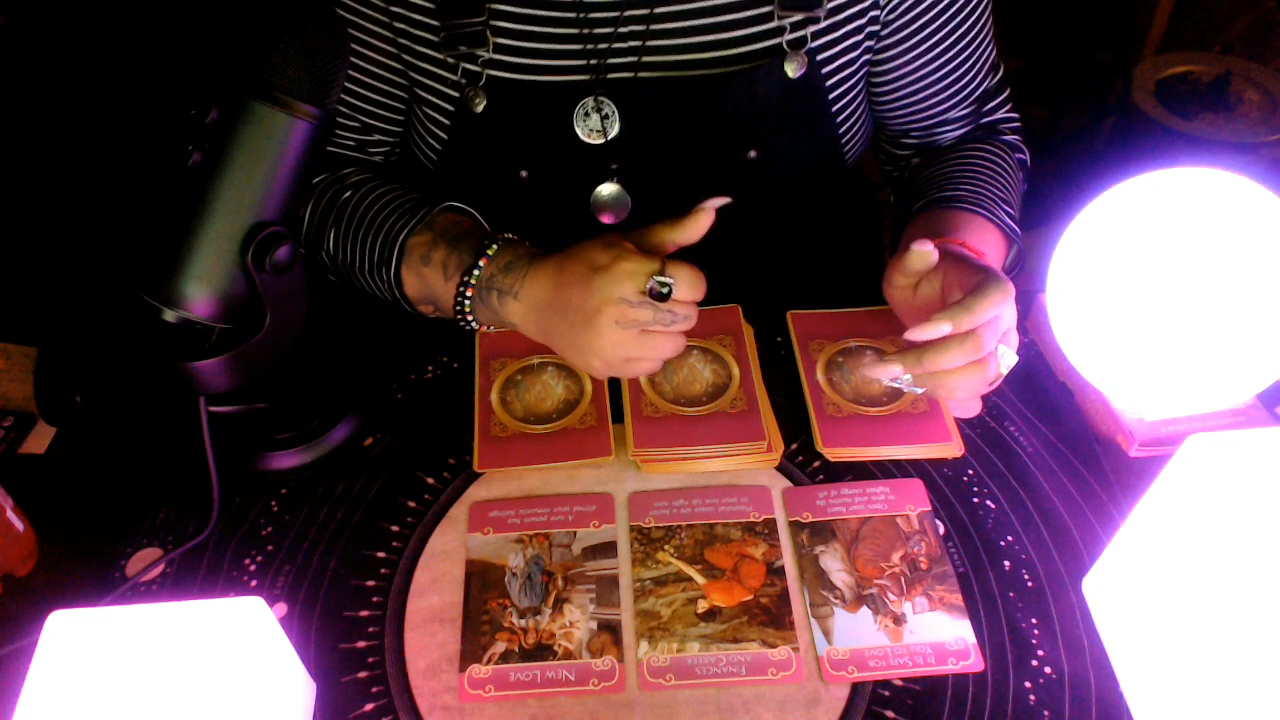 NEW LOVE
A new person has
stirred your romantic feelings.
FINANCES
AND CAREER
Financial issues are a factor
in your love life right now.
IT IS SAFE FOR
YOU TO LOVE
Open your heart
to give and receive the
highest energy of all.
URANUS